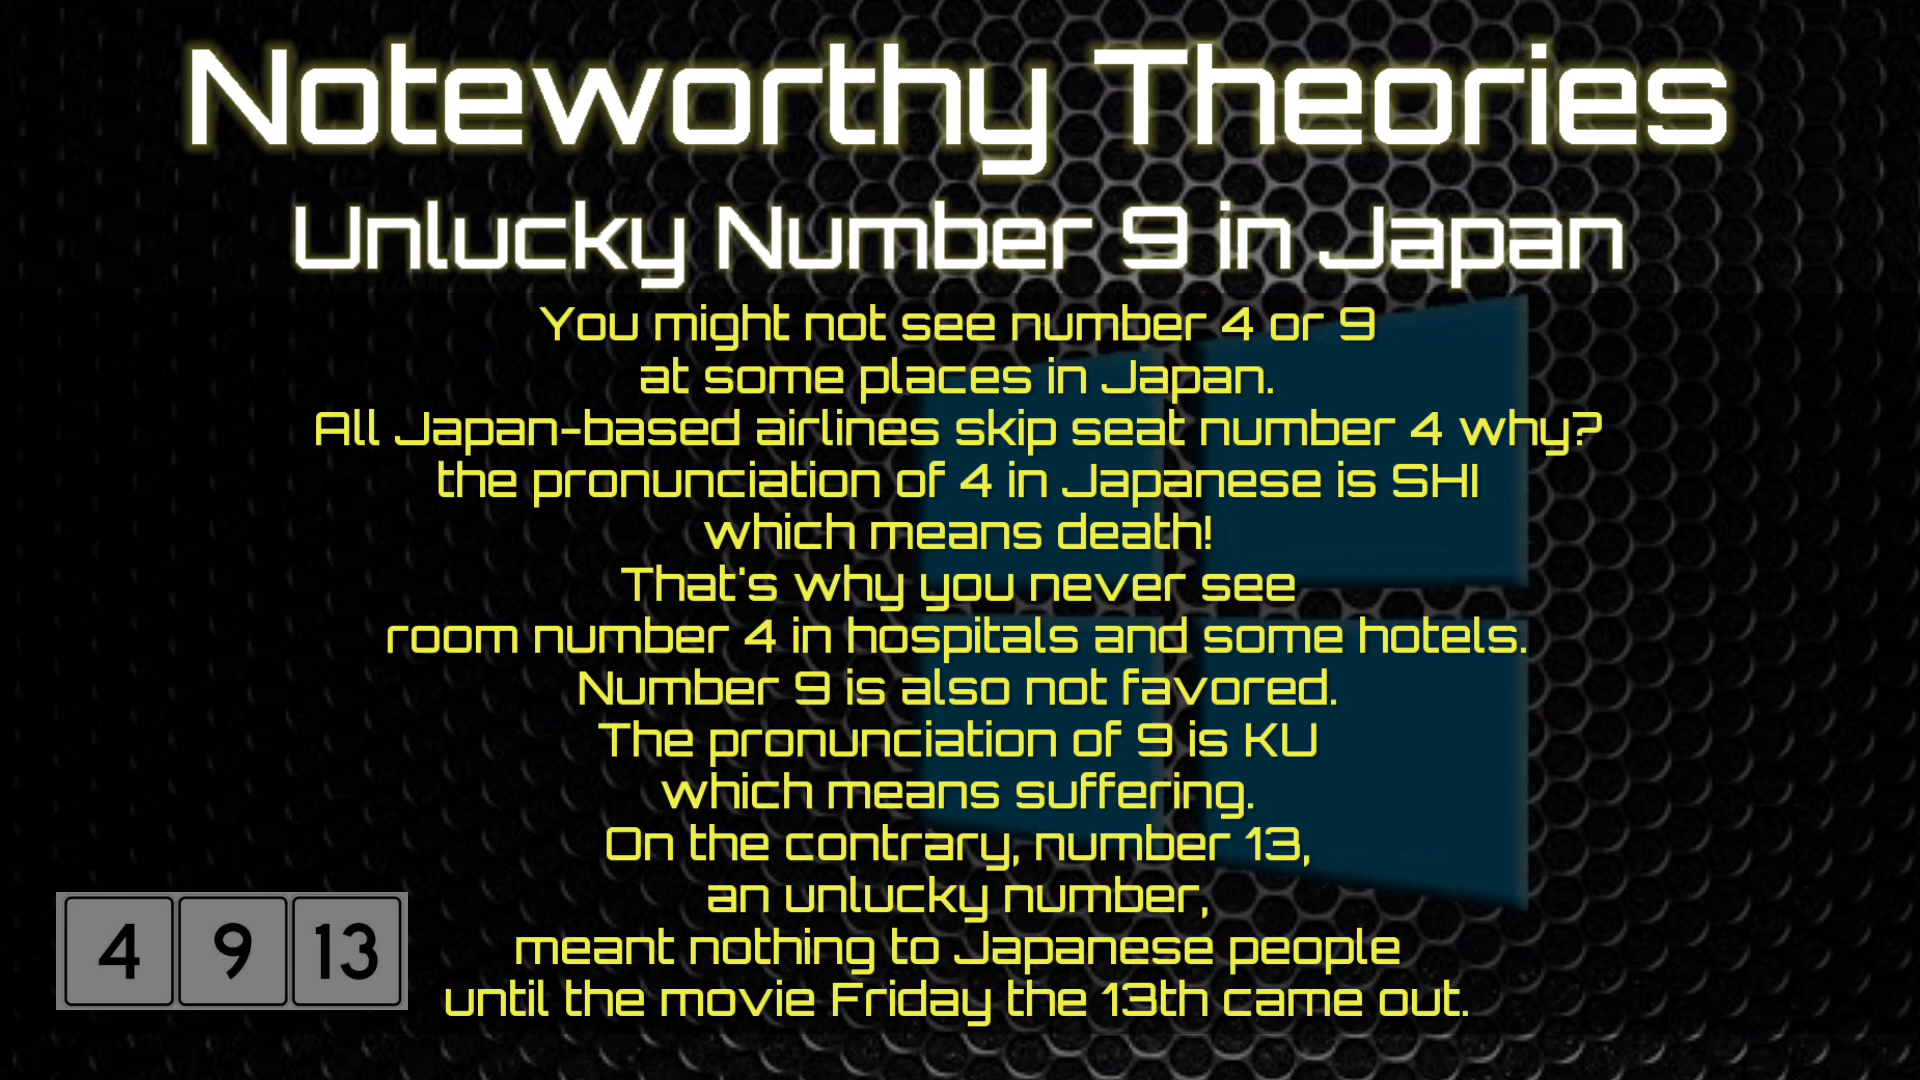 Noteworthy Theories
Unlucky Number 9 in Japan
You might not see number 4 or 9
at some places in Japan.
All Japan-based airlines skip seat number 4 why?
the pronunciation of 4 in Japanese is SHI
which means death!
That's why you never see
room number 4 in hospitals and some hotels.
Number 9 is also not favored.
The pronunciation of 9 is KU
which means suffering.
On the contrary, number 13,
an unlucky number,
meant nothing to Japanese people
until the movie Friday the 13th came out.
4 9 13